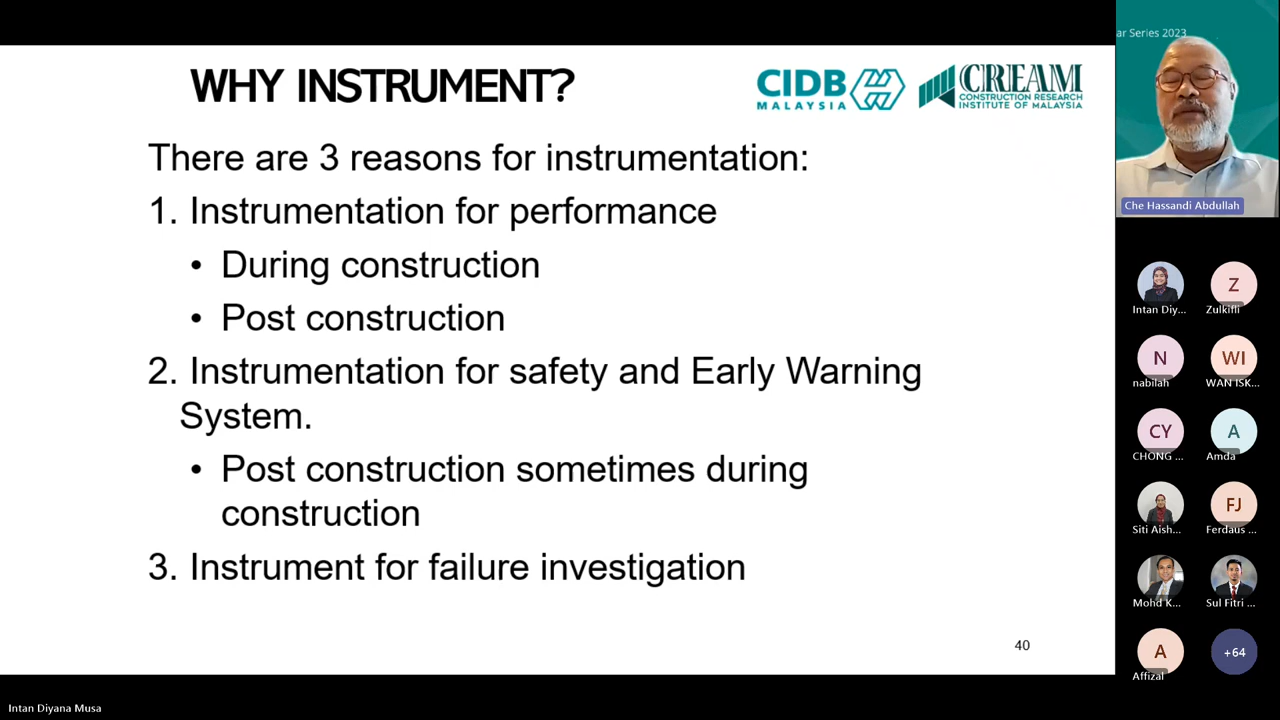 WHY INSTRUMENT?
CIDB
MALAYSIA
CREAM
CONSTRUCTION RESEARCH
INSTITUTE OF MALAYSIA
There are 3 reasons for instrumentation:
1. Instrumentation for performance
• During construction
• Post construction
2. Instrumentation for safety and Early Warning
System.
• Post construction sometimes during
construction
3. Instrument for failure investigation
40
ar Series 2023
Che Hassandi Abdullah
Intan Diy...
Z
Zulkifli
N
nabilah
WI
WAN ISK...
CY
CHONG ...
A
Amda
Siti Aish...
FJ
Ferdaus ...
Mohd K...
Sul Fitri ...
A
Affizal
+64
Intan Diyana Musa